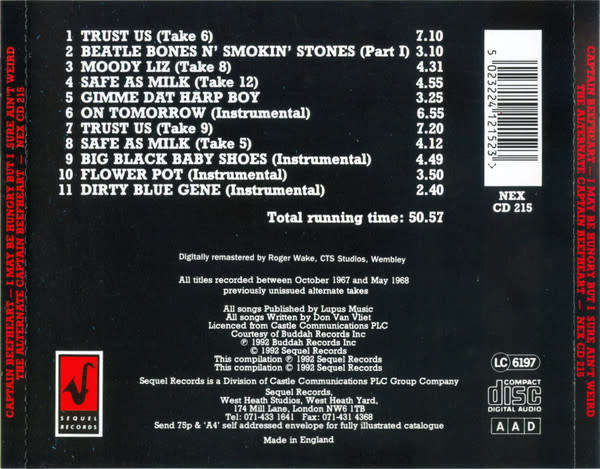 1 TRUST US (Take 6) 7.10
2 BEATLE BONES N' SMOKIN' STONES (Part I) 3.10
3 MOODY LIZ (Take 8) 4.31
4 SAFE AS MILK (Take 12) 4.55
5 GIMME DAT HARP BOY 3.25
6 ON TOMORROW (Instrumental) 6.55
7 TRUST US (Take 9) 7.20
8 SAFE AS MILK (Take 5) 4.12
9 BIG BLACK BABY SHOES (Instrumental) 4.49
10 FLOWER POT (Instrumental) 3.50
11 DIRTY BLUE GENE (Instrumental) 2.40
Total running time: 50.57
5 023224 121523
NEX
CD 215
Digitally remastered by Roger Wake, CTS Studios, Wembley
All titles recorded between October 1967 and May 1968
previously unissued alternate takes
All songs Published by Lupus Music
All songs Written by Don Van Vliet
Licenced from Castle Communications PLC
Courtesy of Buddah Records Inc
℗ 1992 Buddah Records Inc
© 1992 Sequel Records
This compilation ℗ 1992 Sequel Records
This compilation © 1992 Sequel Records
Sequel Records is a Division of Castle Communications PLC Group Company
Sequel Records,
West Heath Studios, West Heath Yard,
174 Mill Lane, London NW6 1TB
Tel: 071-433 1641 Fax: 071-431 4368
Send 75p & 'A4' self addressed envelope for fully illustrated catalogue
Made in England
SEQUEL
RECORDS
LC 6197
COMPACT
disc
DIGITAL AUDIO
A A D
CAPTAIN BEEFHEART – I MAY BE HUNGRY BUT I SURE AIN'T WEIRD
THE ALTERNATE CAPTAIN BEEFHEART – NEX CD 215
CAPTAIN BEEFHEART – I MAY BE HUNGRY BUT I SURE AIN'T WEIRD
THE ALTERNATE CAPTAIN BEEFHEART – NEX CD 215